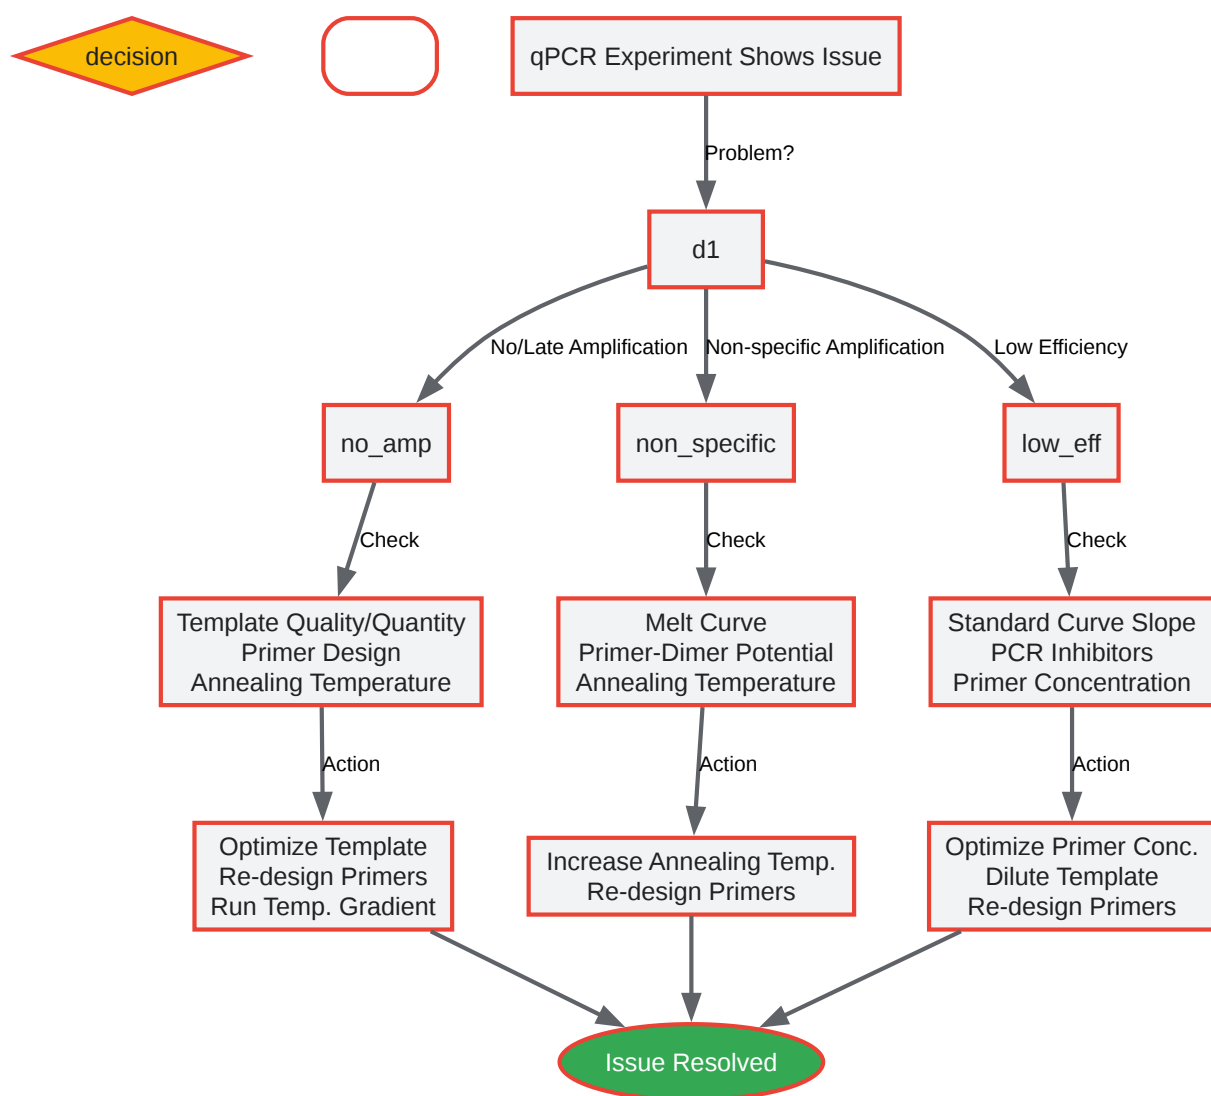 decision
qPCR Experiment Shows Issue
Problem?
d1
No/Late Amplification
Non-specific Amplification
Low Efficiency
no_amp
non_specific
low_eff
Check
Check
Check
Template Quality/Quantity
Primer Design
Annealing Temperature
Melt Curve
Primer-Dimer Potential
Annealing Temperature
Standard Curve Slope
PCR Inhibitors
Primer Concentration
Action
Action
Action
Optimize Template
Re-design Primers
Run Temp. Gradient
Increase Annealing Temp.
Re-design Primers
Optimize Primer Conc.
Dilute Template
Re-design Primers
Issue Resolved